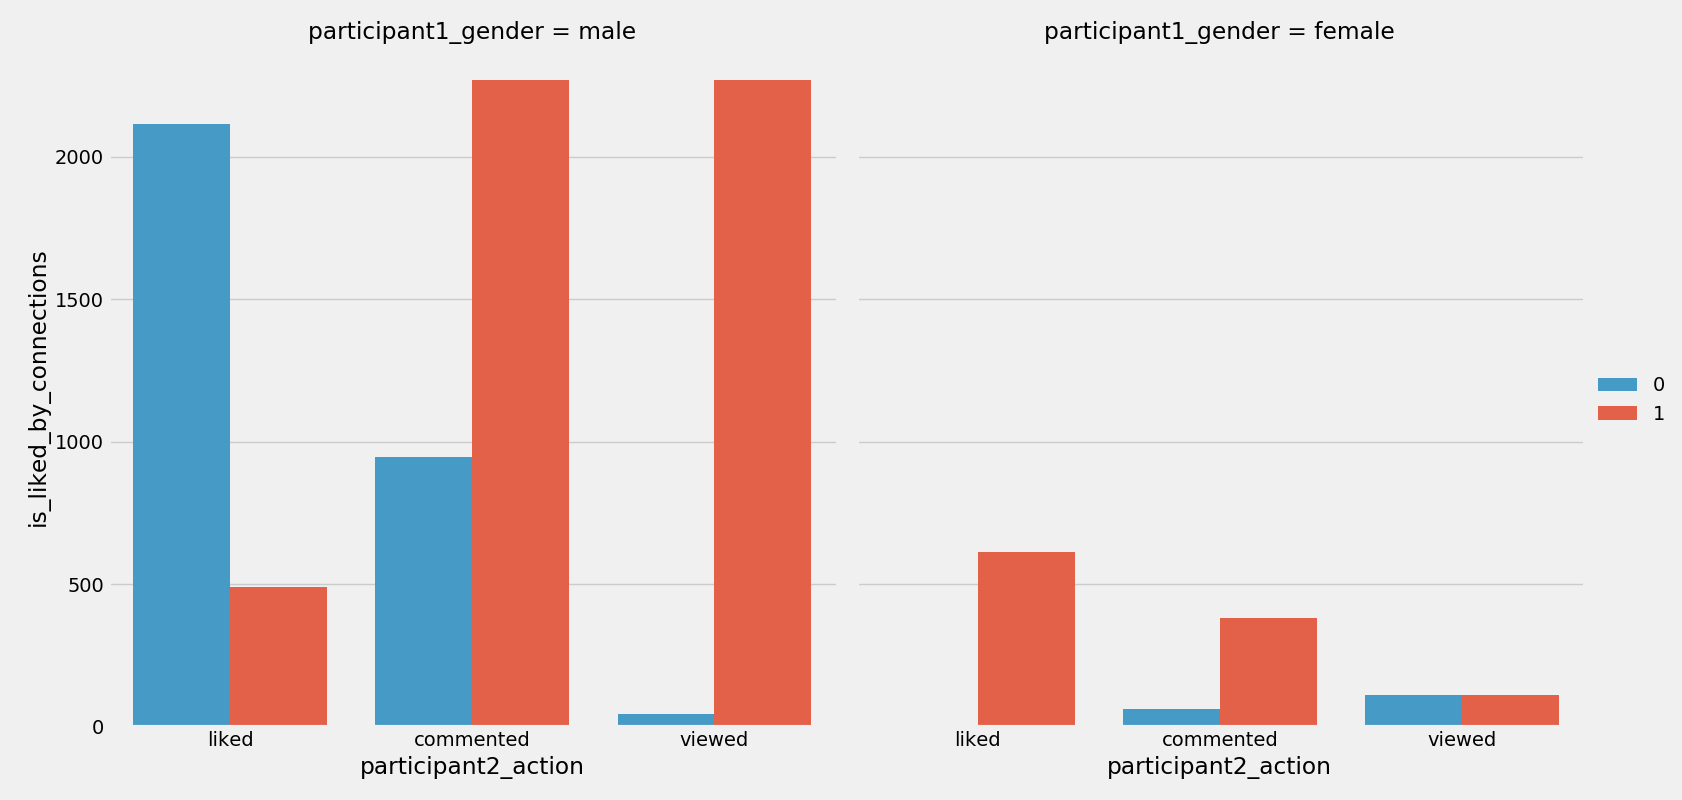 participant1_gender = male
participant1_gender = female
is_liked_by_connections
2000
1500
1000
500
0
liked commented viewed
participant2_action
liked commented viewed
participant2_action
0
1